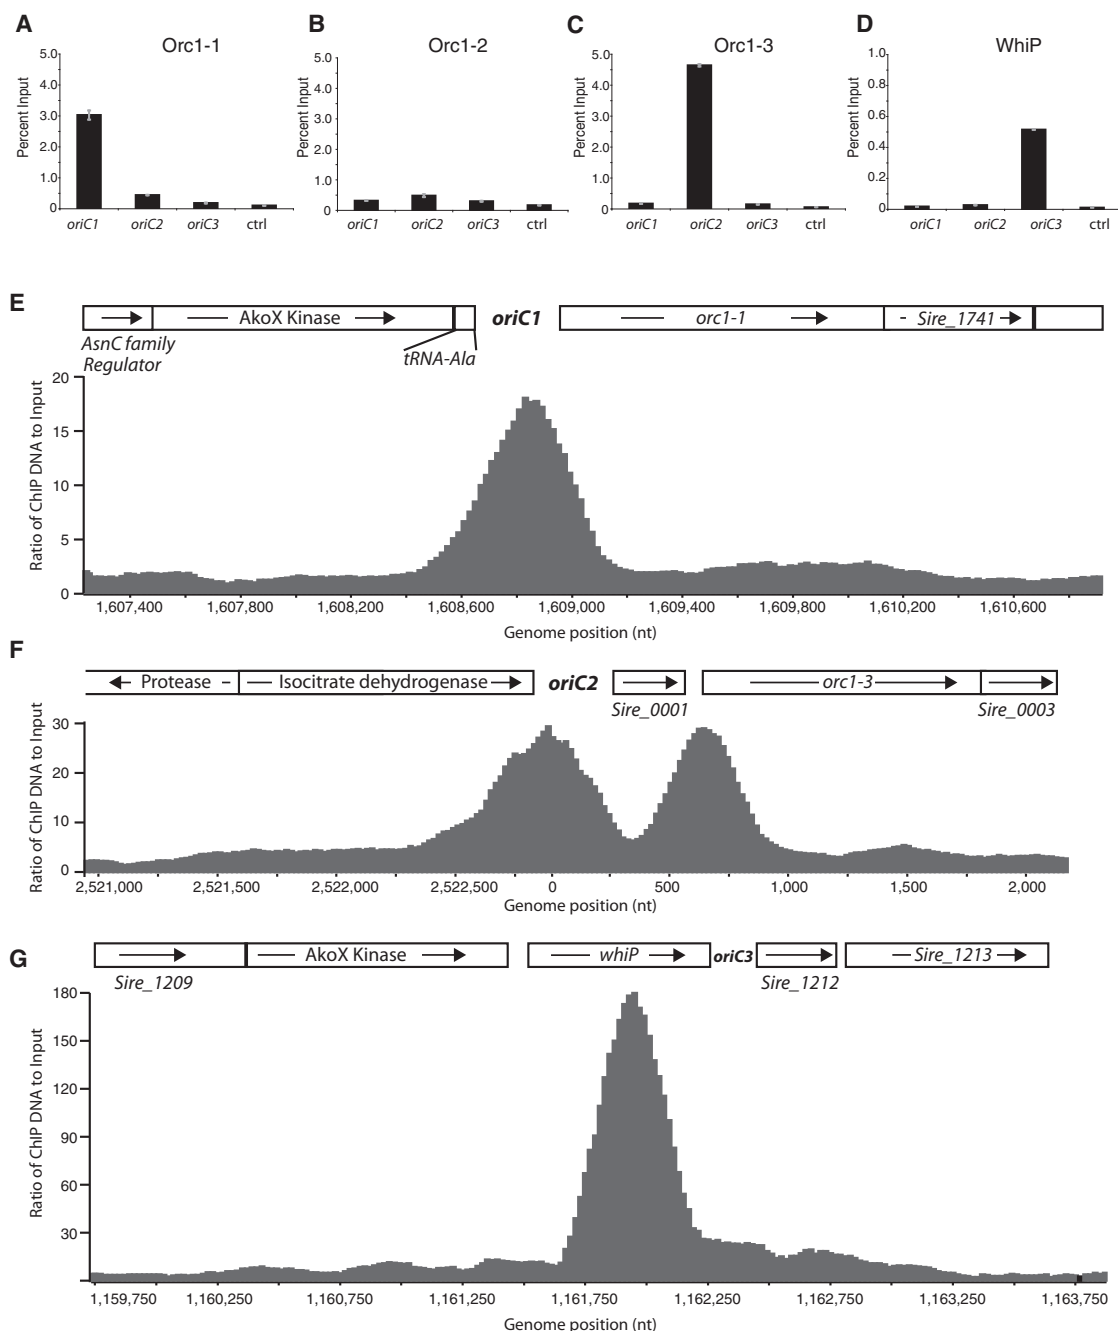 A
Orc1-1
Percent Input
5.0
4.0
3.0
2.0
1.0
0
oriC1 oriC2 oriC3 ctrl
B
Orc1-2
Percent Input
5.0
4.0
3.0
2.0
1.0
0
oriC1 oriC2 oriC3 ctrl
C
Orc1-3
Percent Input
5.0
4.0
3.0
2.0
1.0
0
oriC1 oriC2 oriC3 ctrl
D
WhiP
Percent Input
1.0
0.8
0.6
0.4
0.2
0
oriC1 oriC2 oriC3 ctrl
E
AkoX Kinase oriC1 orc1-1 Sire_1741
AsnC family
Regulator
tRNA-Ala
Ratio of ChIP DNA to Input
20
15
10
5
0
1,607,400 1,607,800 1,608,200 1,608,600 1,609,000 1,609,400 1,609,800 1,610,200 1,610,600
Genome position (nt)
F
Protease Isocitrate dehydrogenase oriC2 orc1-3
Sire_0001 Sire_0003
Ratio of ChIP DNA to Input
30
20
10
0
2,521,000 2,521,500 2,522,000 2,522,500 0 500 1,000 1,500 2,000
Genome position (nt)
G
AkoX Kinase whiP oriC3 Sire_1213
Sire_1209 Sire_1212
Ratio of ChIP DNA to Input
180
150
120
90
60
30
1,159,750 1,160,250 1,160,750 1,161,250 1,161,750 1,162,250 1,162,750 1,163,250 1,163,750
Genome position (nt)